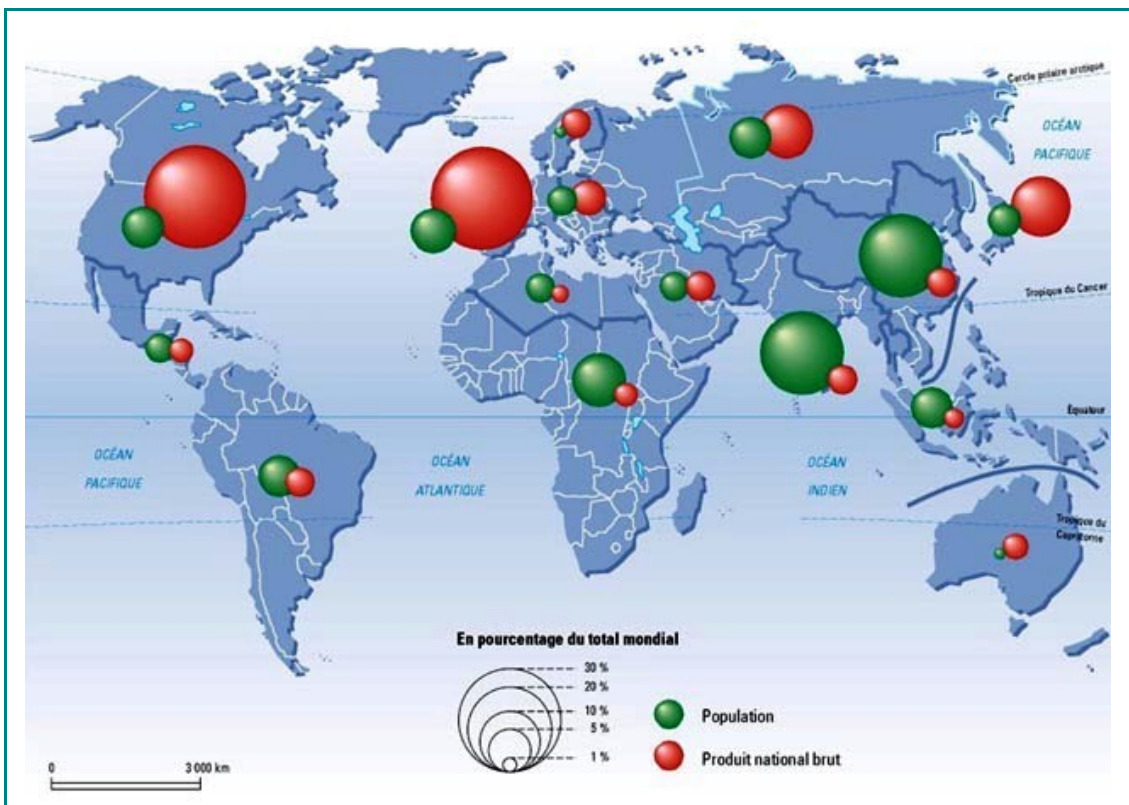 Cercle polaire arctique
OCÉAN
PACIFIQUE
Tropique du Cancer
Équateur
OCÉAN
PACIFIQUE
OCÉAN
ATLANTIQUE
OCÉAN
INDIEN
Tropique du
Capricorne
En pourcentage du total mondial
30 %
20 %
10 %
5 %
1 %
Population
Produit national brut
0
3 000 km